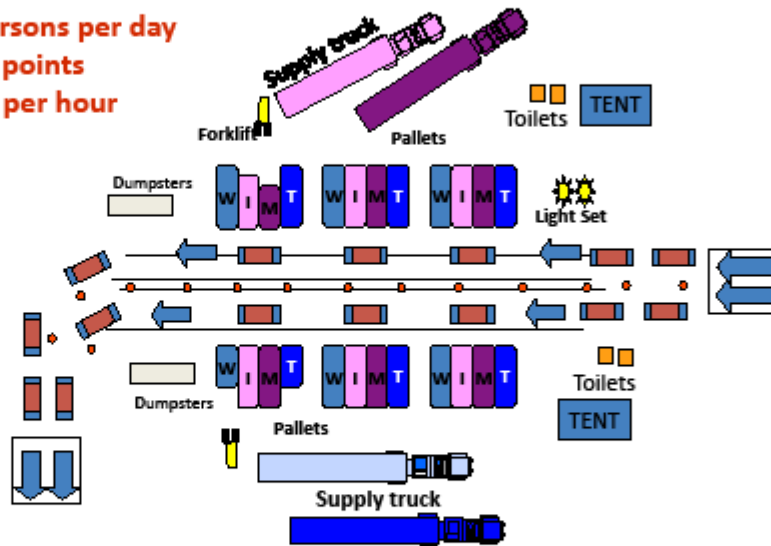 ersons per day
points
per hour
Supply truck
Forklift
Pallets
Toilets
TENT
Dumpsters
W I M T
W I M T
W I M T
Light Set
W I M T
W I M T
W I M T
Dumpsters
Toilets
TENT
Pallets
Supply truck